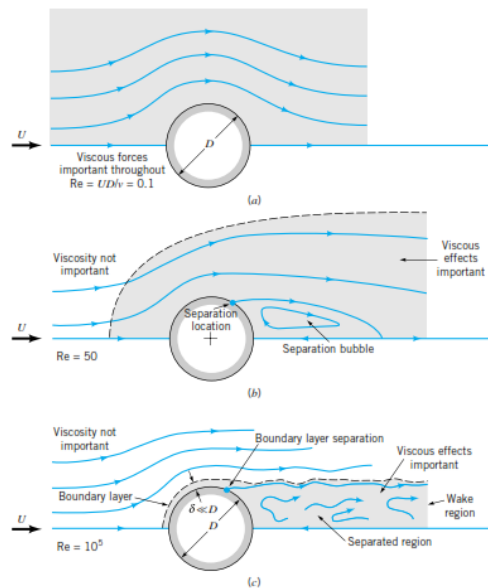 U
D
Viscous forces
important throughout
Re = UD/ν = 0.1
(a)
Viscosity not
important
Viscous
effects
important
Separation
location
Separation bubble
U
Re = 50
(b)
Viscosity not
important
Boundary layer separation
Viscous effects
important
Boundary layer
δ ≪ D
D
Wake
region
U
Separated region
Re = 10⁵
(c)